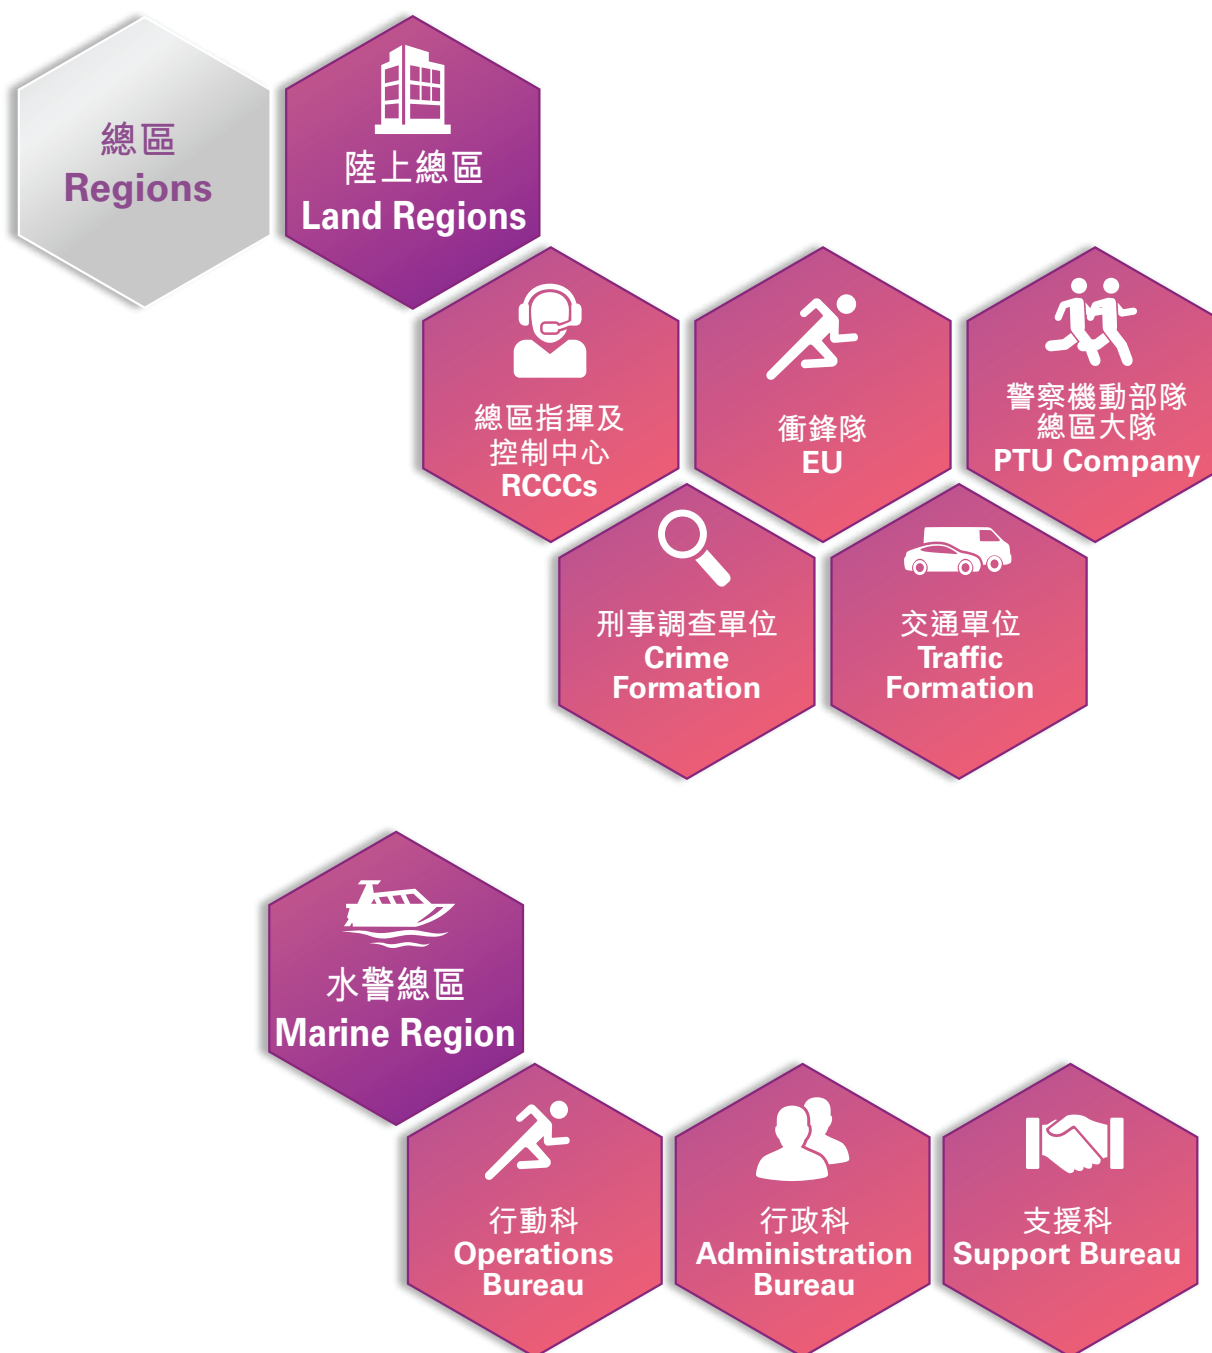 總區
Regions
陸上總區
Land Regions
總區指揮及
控制中心
RCCCs
衝鋒隊
EU
警察機動部隊
總區大隊
PTU Company
刑事調查單位
Crime
Formation
交通單位
Traffic
Formation
水警總區
Marine Region
行動科
Operations
Bureau
行政科
Administration
Bureau
支援科
Support Bureau